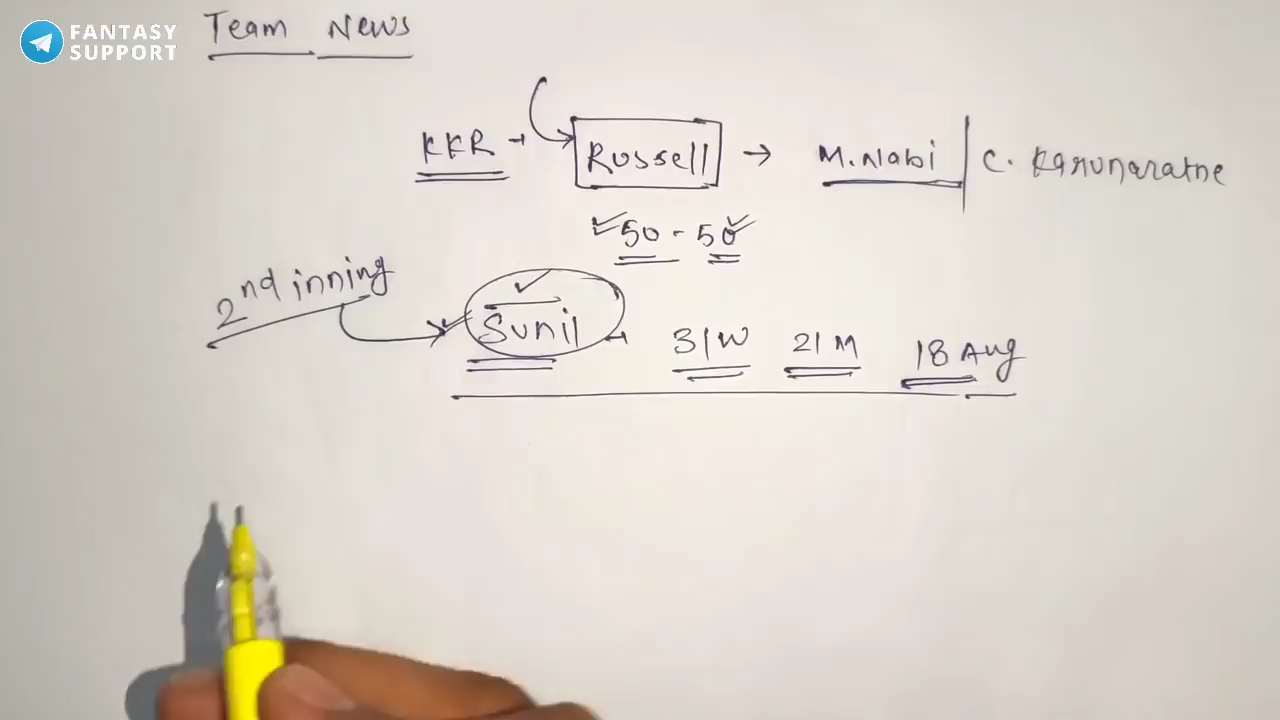 FANTASY
SUPPORT
Team News
KKR → Russell → M. Nabi | C. Karunaratne
50 - 50
2nd inning
Sunil → 31W 21M 18 Aug